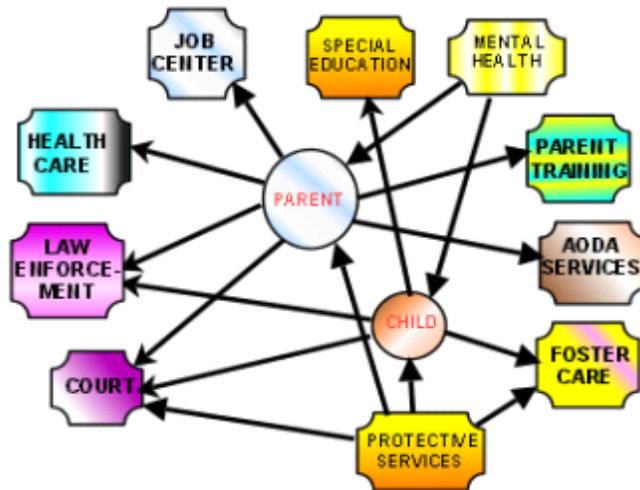 JOB
CENTER
SPECIAL
EDUCATION
MENTAL
HEALTH
HEALTH
CARE
PARENT
TRAINING
PARENT
LAW
ENFORCE-
MENT
AODA
SERVICES
CHILD
FOSTER
CARE
COURT
PROTECTIVE
SERVICES